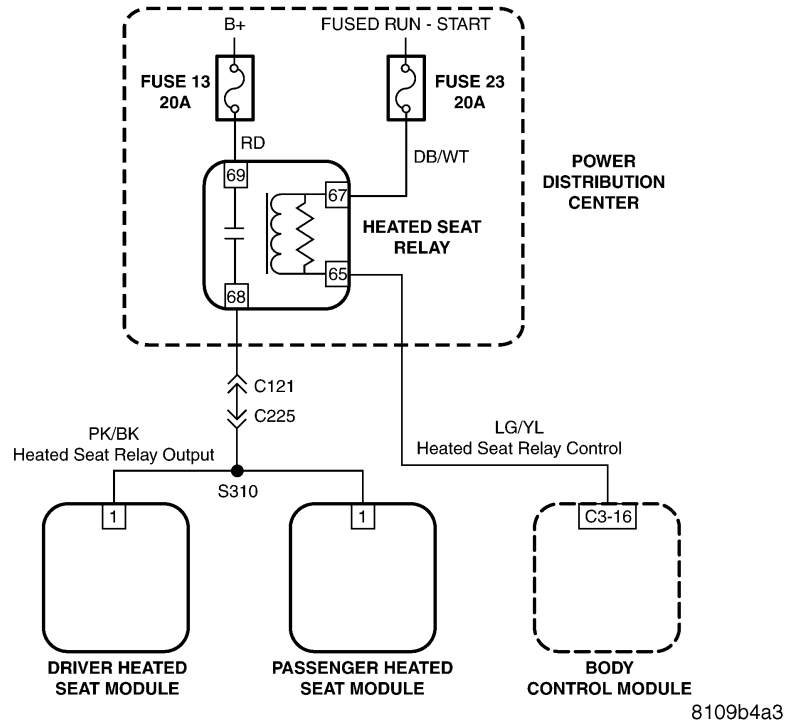 B+
FUSED RUN - START
FUSE 13
20A
FUSE 23
20A
RD
DB/WT
POWER
DISTRIBUTION
CENTER
69
67
HEATED SEAT
RELAY
65
68
C121
C225
PK/BK
Heated Seat Relay Output
LG/YL
Heated Seat Relay Control
S310
1
1
C3-16
DRIVER HEATED
SEAT MODULE
PASSENGER HEATED
SEAT MODULE
BODY
CONTROL MODULE
8109b4a3